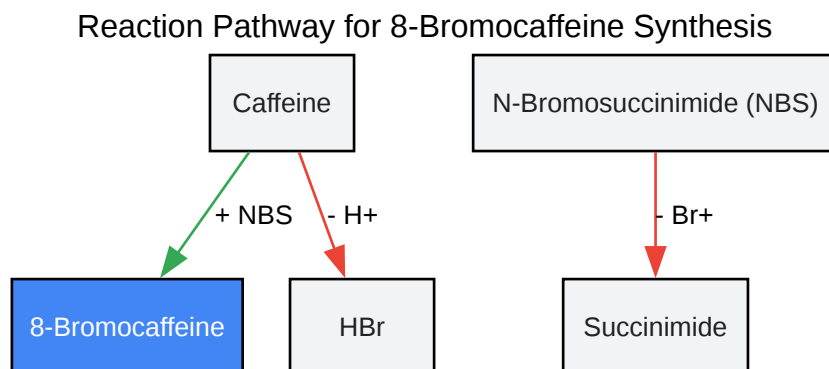 Reaction Pathway for 8-Bromocaffeine Synthesis
Caffeine
N-Bromosuccinimide (NBS)
+ NBS
- H+
- Br+
8-Bromocaffeine
HBr
Succinimide